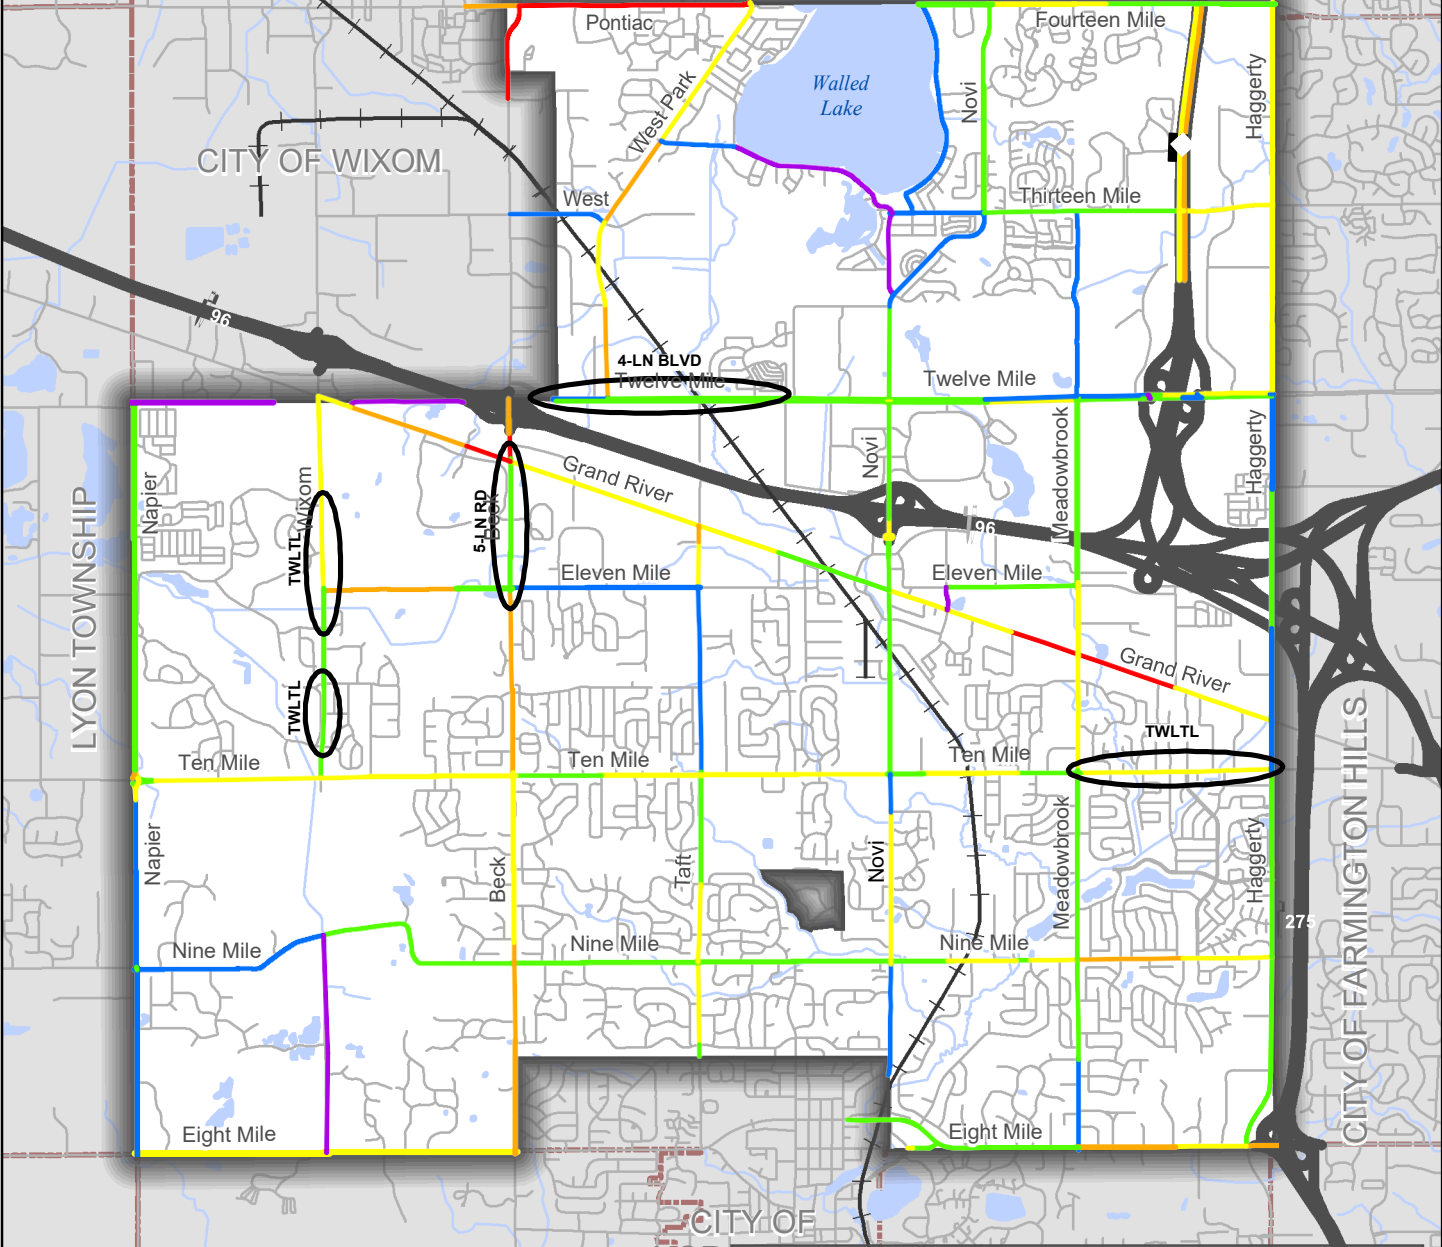 Pontiac
Fourteen Mile
West Park
Walled
Lake
Novi
Haggerty
CITY OF WIXOM
West
Thirteen Mile
96
4-LN BLVD
Twelve Mile
Twelve Mile
Napier
Wixom
TWLTL
5-LN RD
Beck
Grand River
Novi
Meadowbrook
Haggerty
96
Eleven Mile
Eleven Mile
LYON TOWNSHIP
TWLTL
Grand River
TWLTL
Ten Mile
Ten Mile
Ten Mile
Napier
Beck
Taft
Novi
Meadowbrook
Haggerty
275
CITY OF FARMINGTON HILLS
Nine Mile
Nine Mile
Nine Mile
Eight Mile
Eight Mile
CITY OF